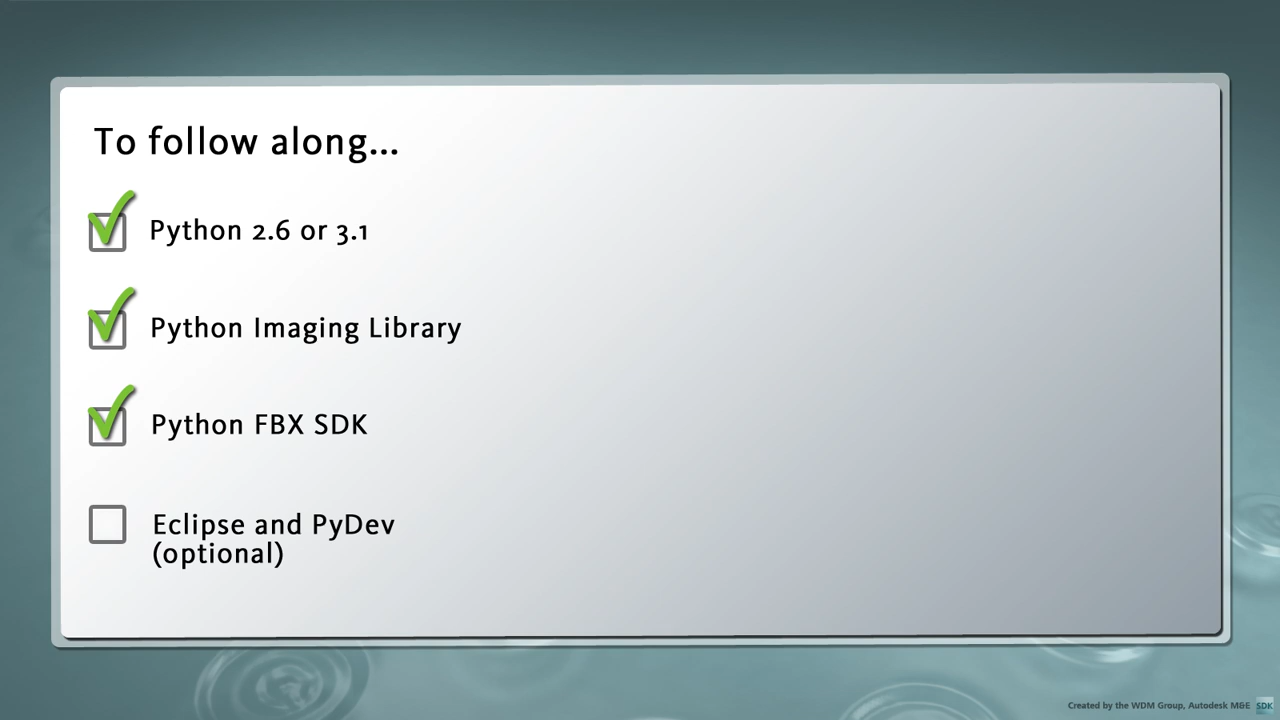 To follow along...
Python 2.6 or 3.1
Python Imaging Library
Python FBX SDK
Eclipse and PyDev
(optional)
Created by the WDM Group, Autodesk M&E SDK